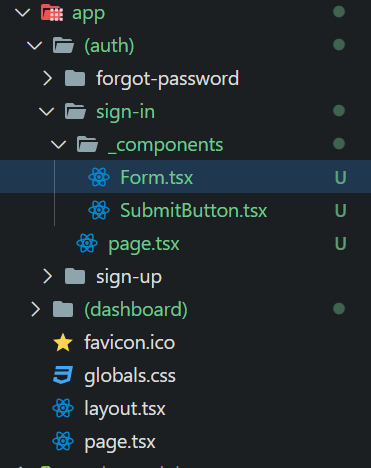 app
(auth)
forgot-password
sign-in
_components
Form.tsx U
SubmitButton.tsx U
page.tsx U
sign-up
(dashboard)
favicon.ico
globals.css
layout.tsx
page.tsx